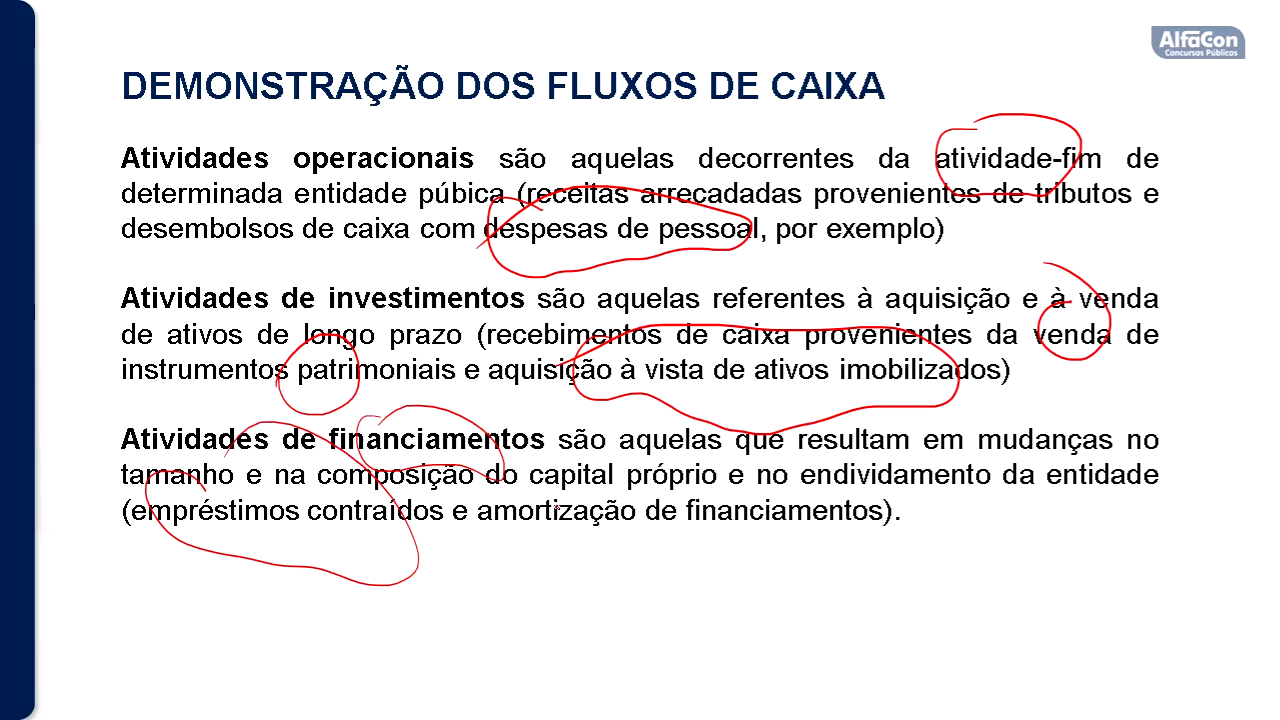 AlfaCon
Concursos Públicos
DEMONSTRAÇÃO DOS FLUXOS DE CAIXA
Atividades operacionais são aquelas decorrentes da atividade-fim de
determinada entidade púbica (receitas arrecadadas provenientes de tributos e
desembolsos de caixa com despesas de pessoal, por exemplo)
Atividades de investimentos são aquelas referentes à aquisição e à venda
de ativos de longo prazo (recebimentos de caixa provenientes da venda de
instrumentos patrimoniais e aquisição à vista de ativos imobilizados)
Atividades de financiamentos são aquelas que resultam em mudanças no
tamanho e na composição do capital próprio e no endividamento da entidade
(empréstimos contraídos e amortização de financiamentos).